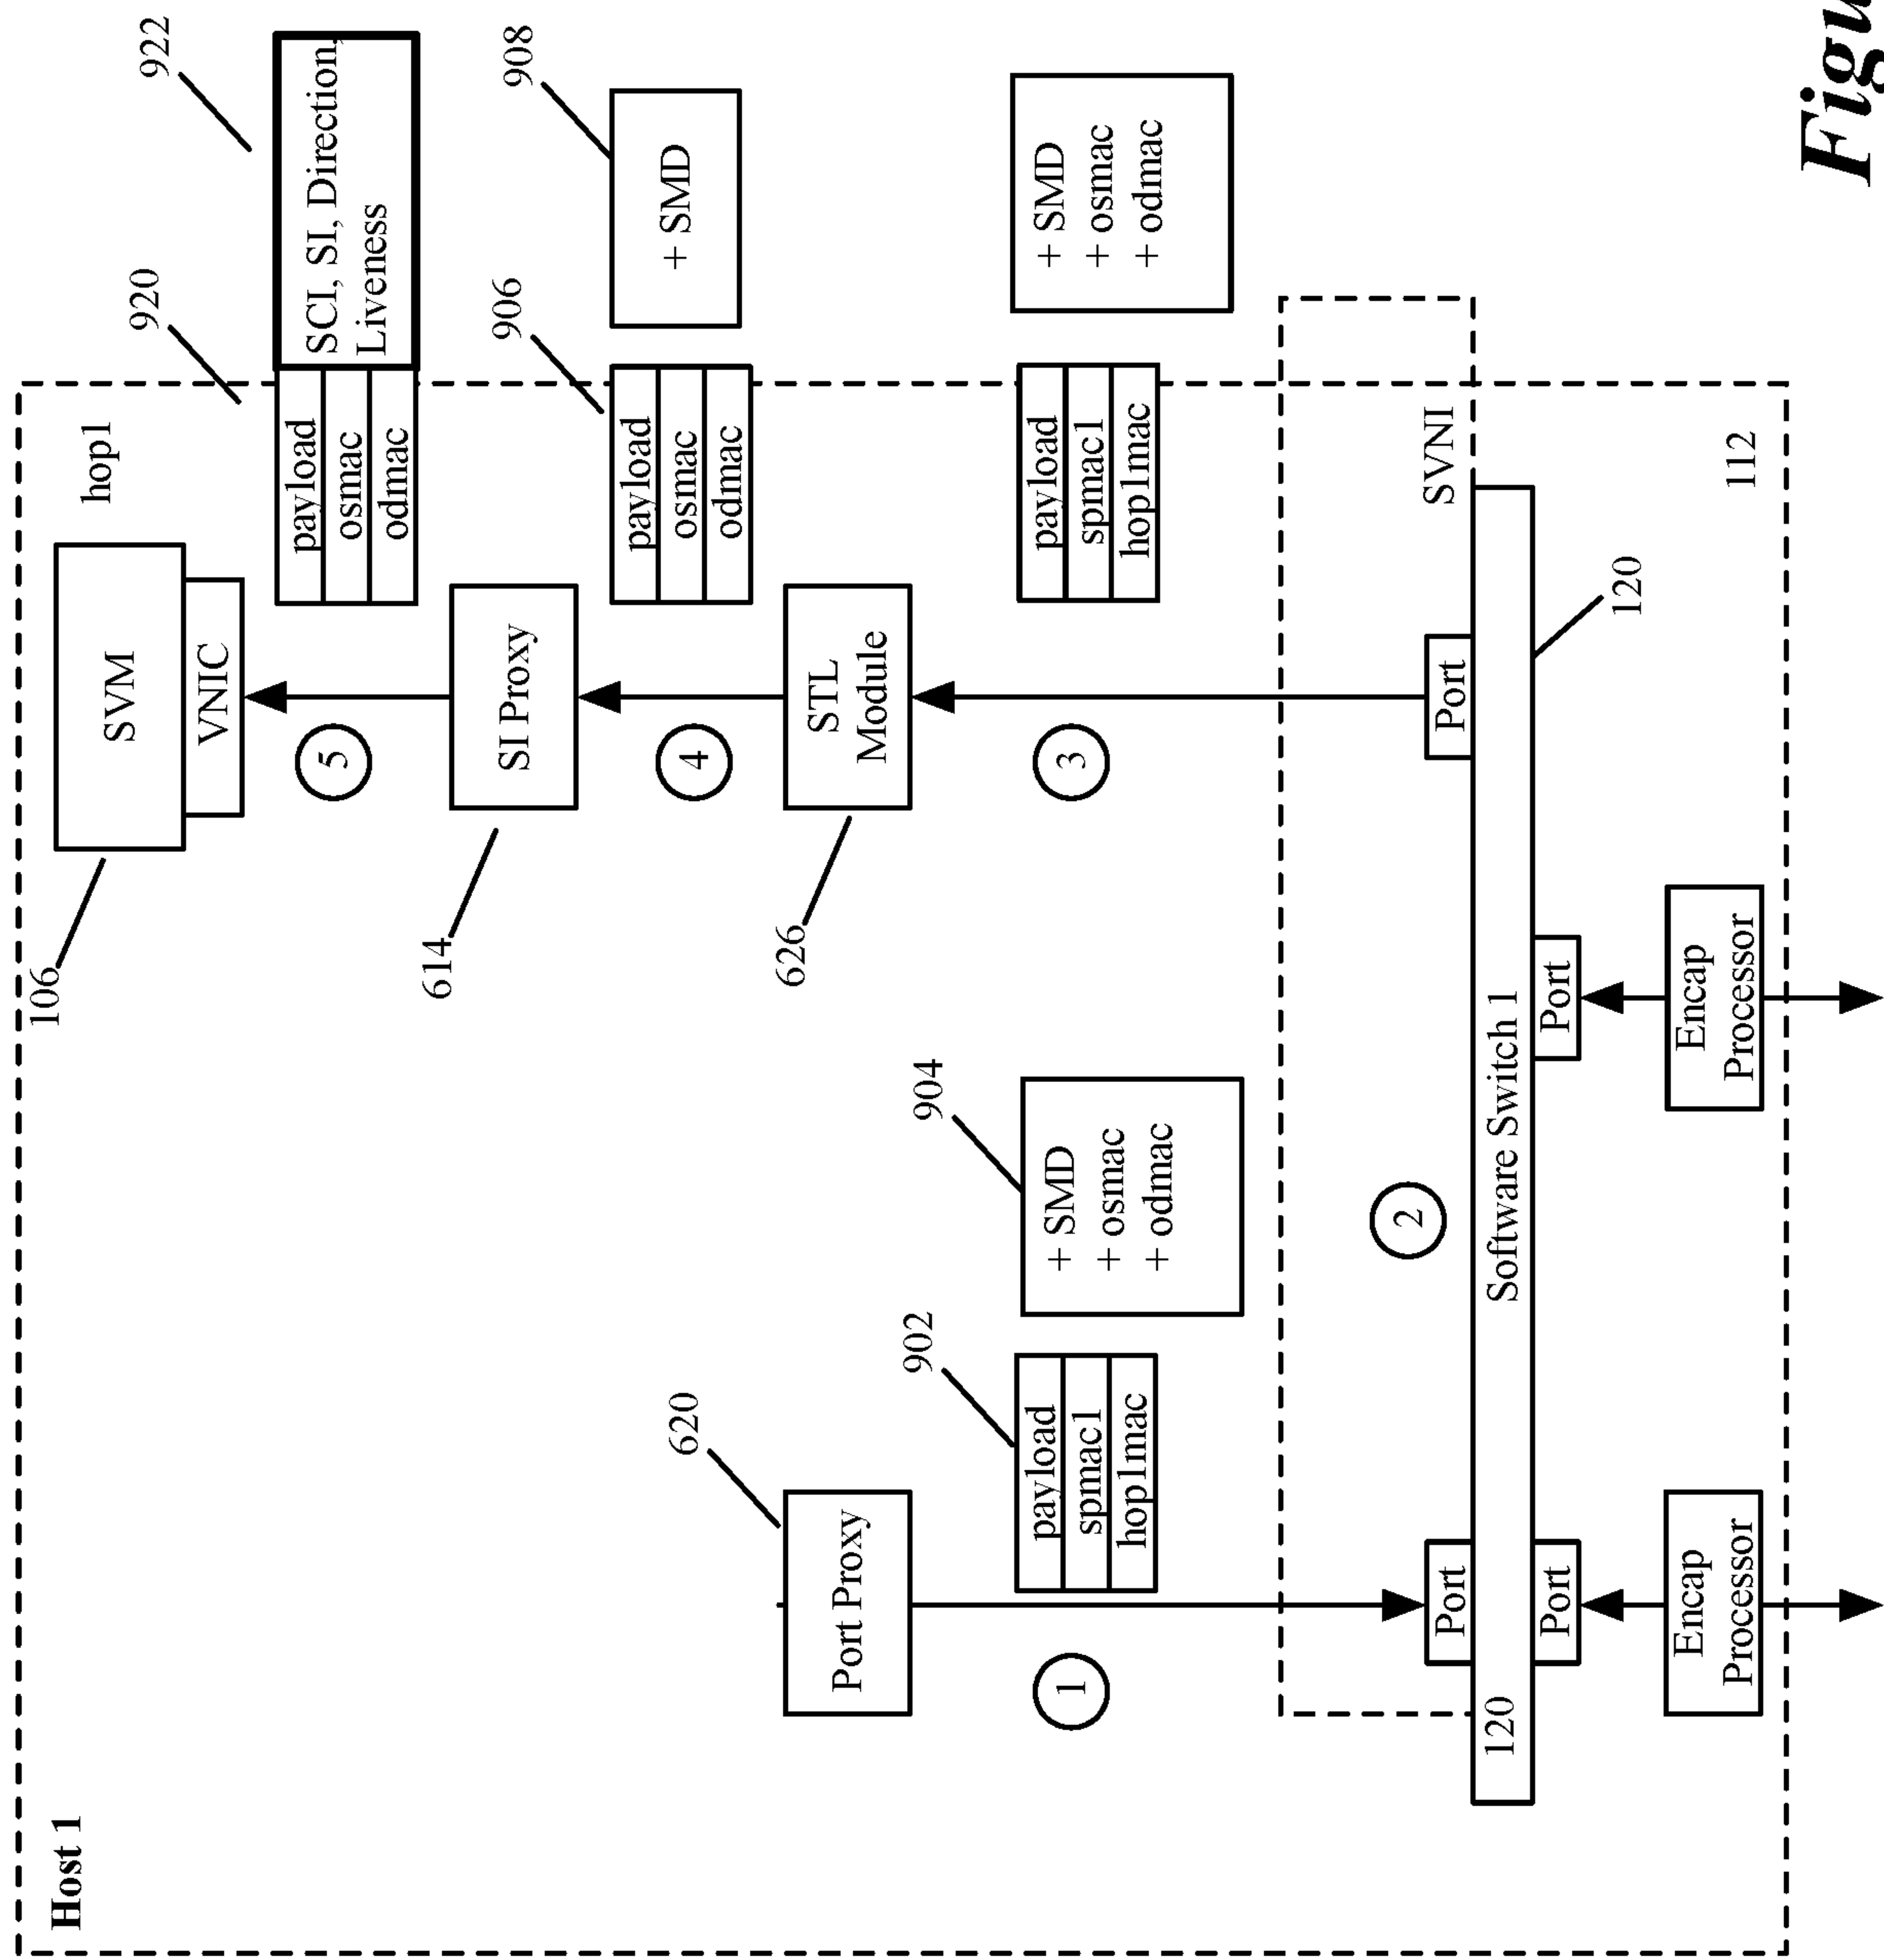 Host 1
106
hop1
SVM
VNIC
920
922
5
payload
osmac
odmac
SCI, SI, Direction,
Liveness
614
SI Proxy
906
908
4
payload
osmac
odmac
+ SMD
620
Port Proxy
626
STL
Module
902
904
1
payload
spmac1
hop1mac
+ SMD
+ osmac
+ odmac
3
payload
spmac1
hop1mac
+ SMD
+ osmac
+ odmac
2
SVNI
Port
Port
120
Software Switch 1
Port
Port
120
Encap
Processor
Encap
Processor
112
Figu